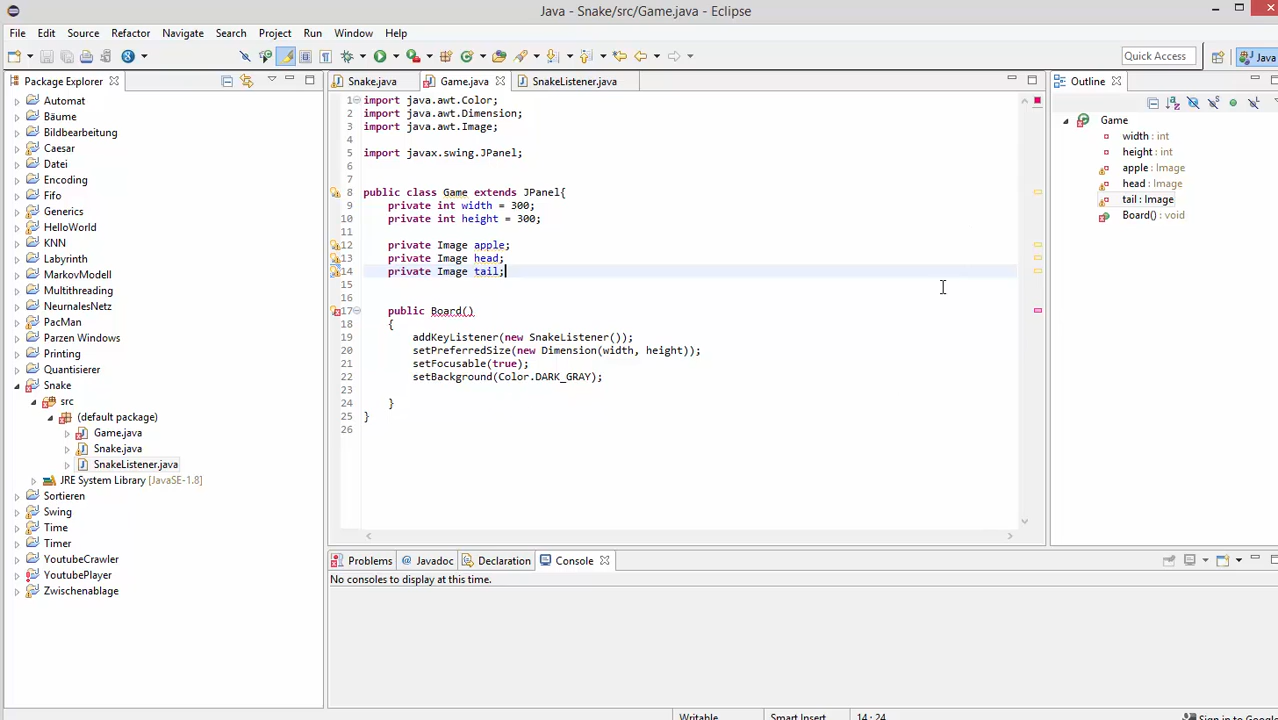 Java - Snake/src/Game.java - Eclipse
File Edit Source Refactor Navigate Search Project Run Window Help
Quick Access Java
Package Explorer
Automat
Bäume
Bildbearbeitung
Caesar
Datei
Encoding
Fifo
Generics
HelloWorld
KNN
Labyrinth
MarkovModell
Multithreading
NeurnalesNetz
PacMan
Parzen Windows
Printing
Quantisierer
Snake
src
(default package)
Game.java
Snake.java
SnakeListener.java
JRE System Library [JavaSE-1.8]
Sortieren
Swing
Time
Timer
YoutubeCrawler
YoutubePlayer
Zwischenablage
Snake.java Game.java SnakeListener.java
1 import java.awt.Color;
2 import java.awt.Dimension;
3 import java.awt.Image;
4
5 import javax.swing.JPanel;
6
7
8 public class Game extends JPanel{
9 private int width = 300;
10 private int height = 300;
11
12 private Image apple;
13 private Image head;
14 private Image tail;
15
16
17 public Board()
18 {
19 addKeyListener(new SnakeListener());
20 setPreferredSize(new Dimension(width, height));
21 setFocusable(true);
22 setBackground(Color.DARK_GRAY);
23
24 }
25 }
26
Outline
Game
width : int
height : int
apple : Image
head : Image
tail : Image
Board() : void
Problems Javadoc Declaration Console
No consoles to display at this time.
Writable Smart Insert 14 : 24 Sign in to Google